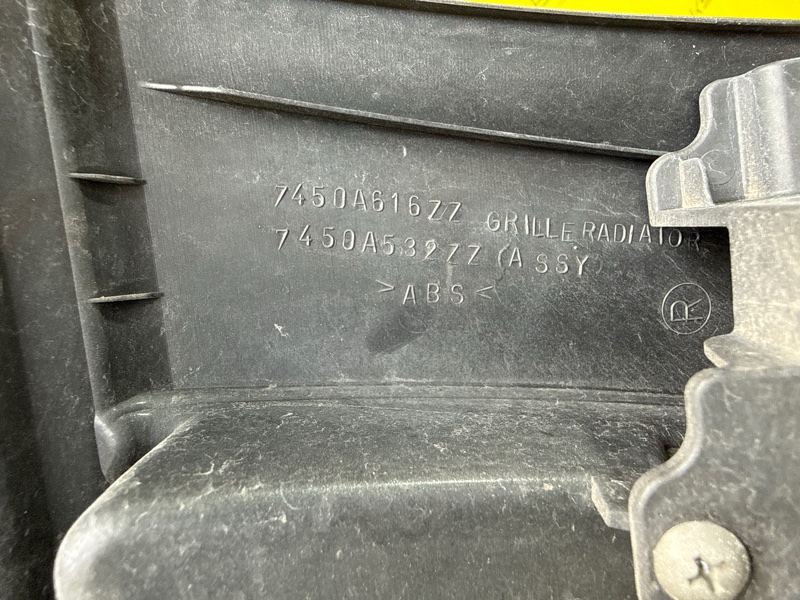 7450A616ZZ GRILLE RADIATOR
7450A532ZZ (ASSY)
>ABS<
R